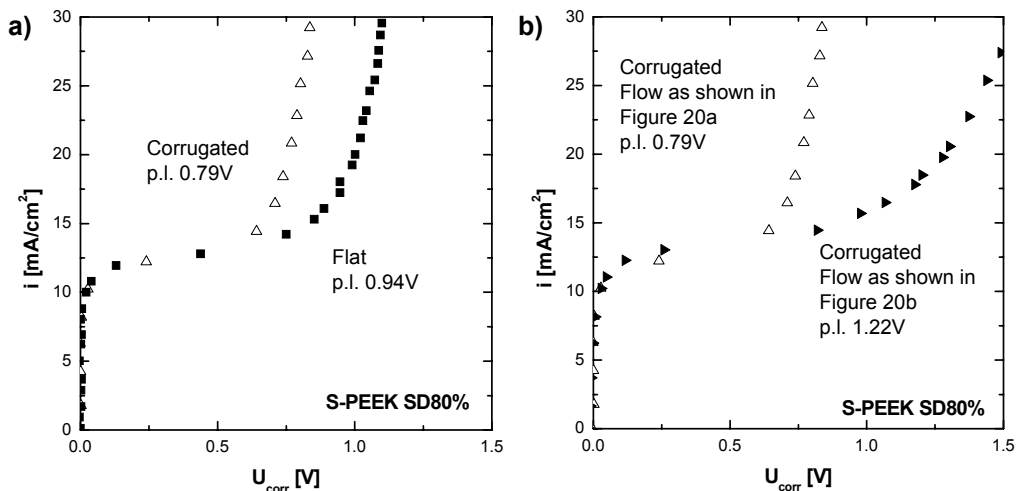 a)
30
25
20
15
10
5
0
i [mA/cm²]
Corrugated
p.l. 0.79V
Flat
p.l. 0.94V
S-PEEK SD80%
0.0 0.5 1.0 1.5
U_corr [V]
b)
30
25
20
15
10
5
0
i [mA/cm²]
Corrugated
Flow as shown in
Figure 20a
p.l. 0.79V
Corrugated
Flow as shown in
Figure 20b
p.l. 1.22V
S-PEEK SD80%
0.0 0.5 1.0 1.5
U_corr [V]